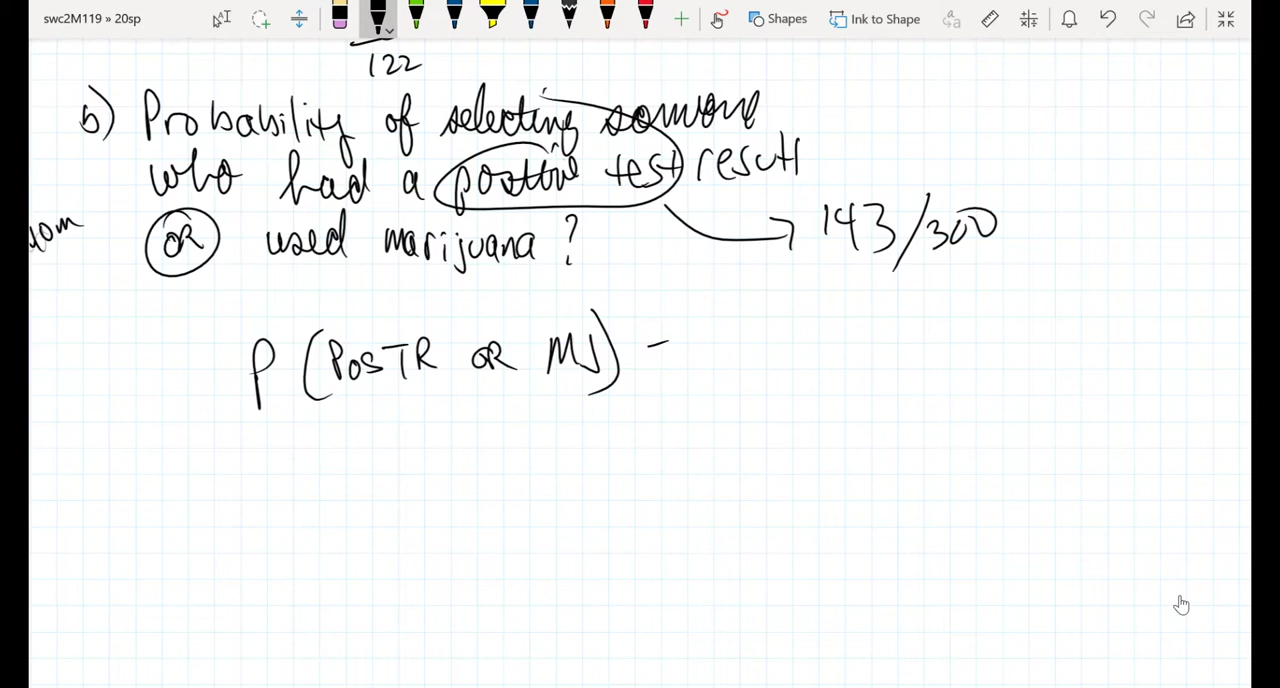 swc2M119 » 20sp
Shapes
Ink to Shape
122
b) Probability of selecting someone
who had a positive test result
OR used marijuana?
143/300
P (POSTR OR MJ) =